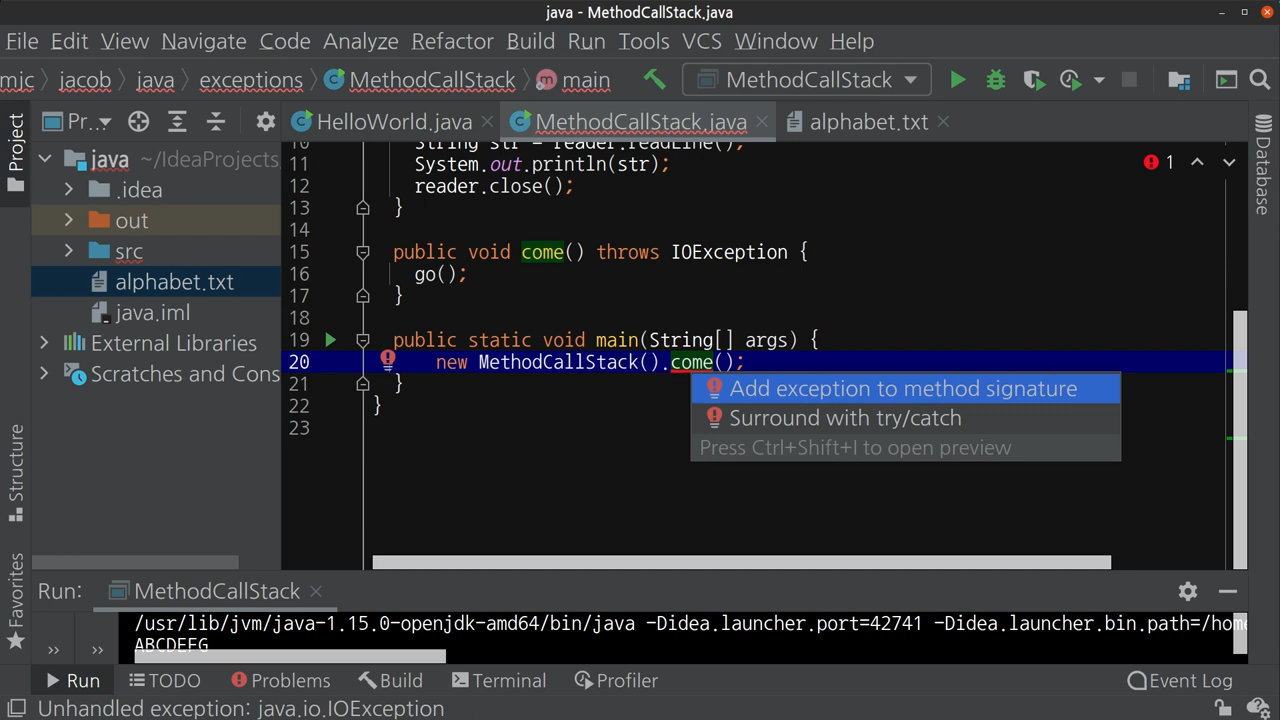 java - MethodCallStack.java
File Edit View Navigate Code Analyze Refactor Build Run Tools VCS Window Help
mic jacob java exceptions MethodCallStack main MethodCallStack
Project
Pr...
HelloWorld.java MethodCallStack.java alphabet.txt
Database
java ~/IdeaProjects
.idea
out
src
alphabet.txt
java.iml
External Libraries
Scratches and Cons
10 String str = reader.readLine();
11 System.out.println(str);
12 reader.close();
13 }
14
15 public void come() throws IOException {
16 go();
17 }
18
19 public static void main(String[] args) {
20 new MethodCallStack().come();
21 }
22 }
23
1
Add exception to method signature
Surround with try/catch
Press Ctrl+Shift+I to open preview
Structure
Favorites
Run: MethodCallStack
/usr/lib/jvm/java-1.15.0-openjdk-amd64/bin/java -Didea.launcher.port=42741 -Didea.launcher.bin.path=/home
ABCDEFG
Run TODO Problems Build Terminal Profiler Event Log
Unhandled exception: java.io.IOException